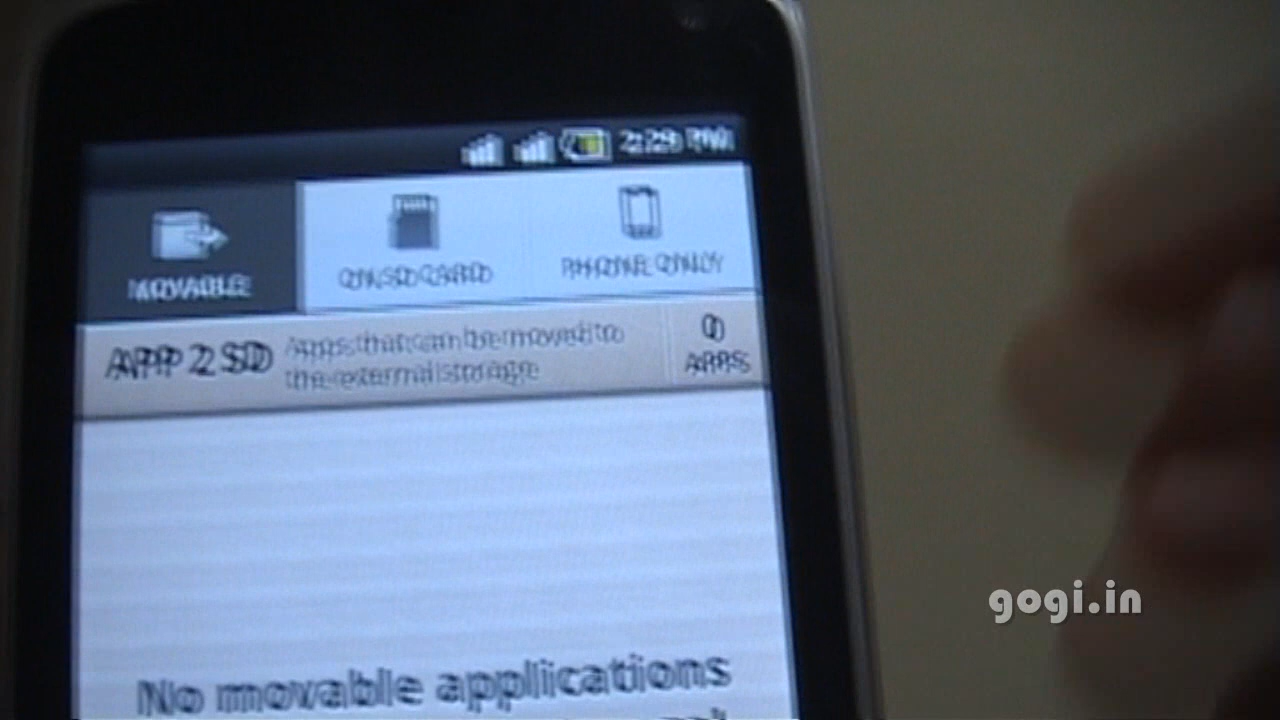 2:29 PM
MOVABLE ON SD CARD PHONE ONLY
APP 2 SD Apps that can be moved to 0
the external storage APPS
No movable applications
gogi.in